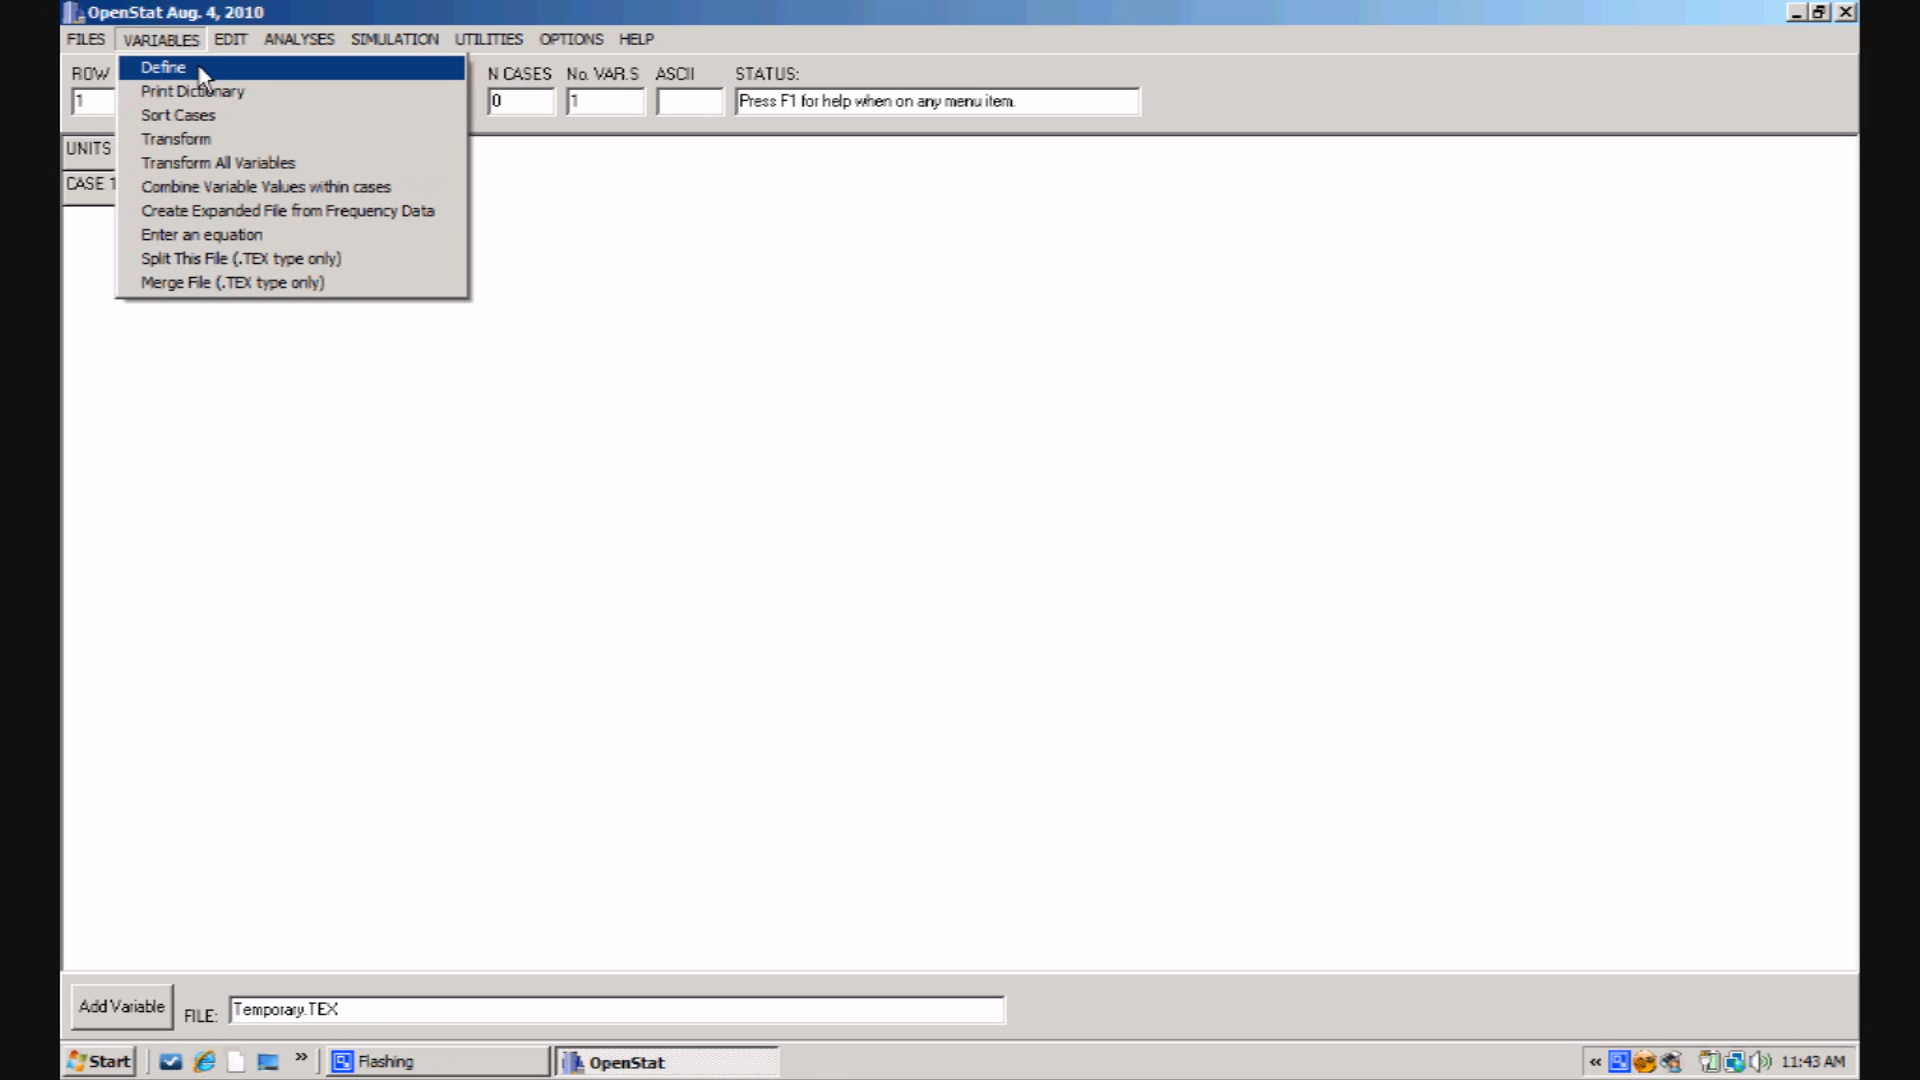 OpenStat Aug. 4, 2010
FILES VARIABLES EDIT ANALYSES SIMULATION UTILITIES OPTIONS HELP
Define
Print Dictionary
Sort Cases
Transform
Transform All Variables
Combine Variable Values within cases
Create Expanded File from Frequency Data
Enter an equation
Split This File (.TEX type only)
Merge File (.TEX type only)
ROW N CASES No. VAR.S ASCII STATUS:
1 0 1 Press F1 for help when on any menu item.
UNITS
CASE 1
Add Variable FILE: Temporary.TEX
Start » Flashing OpenStat « 11:43 AM